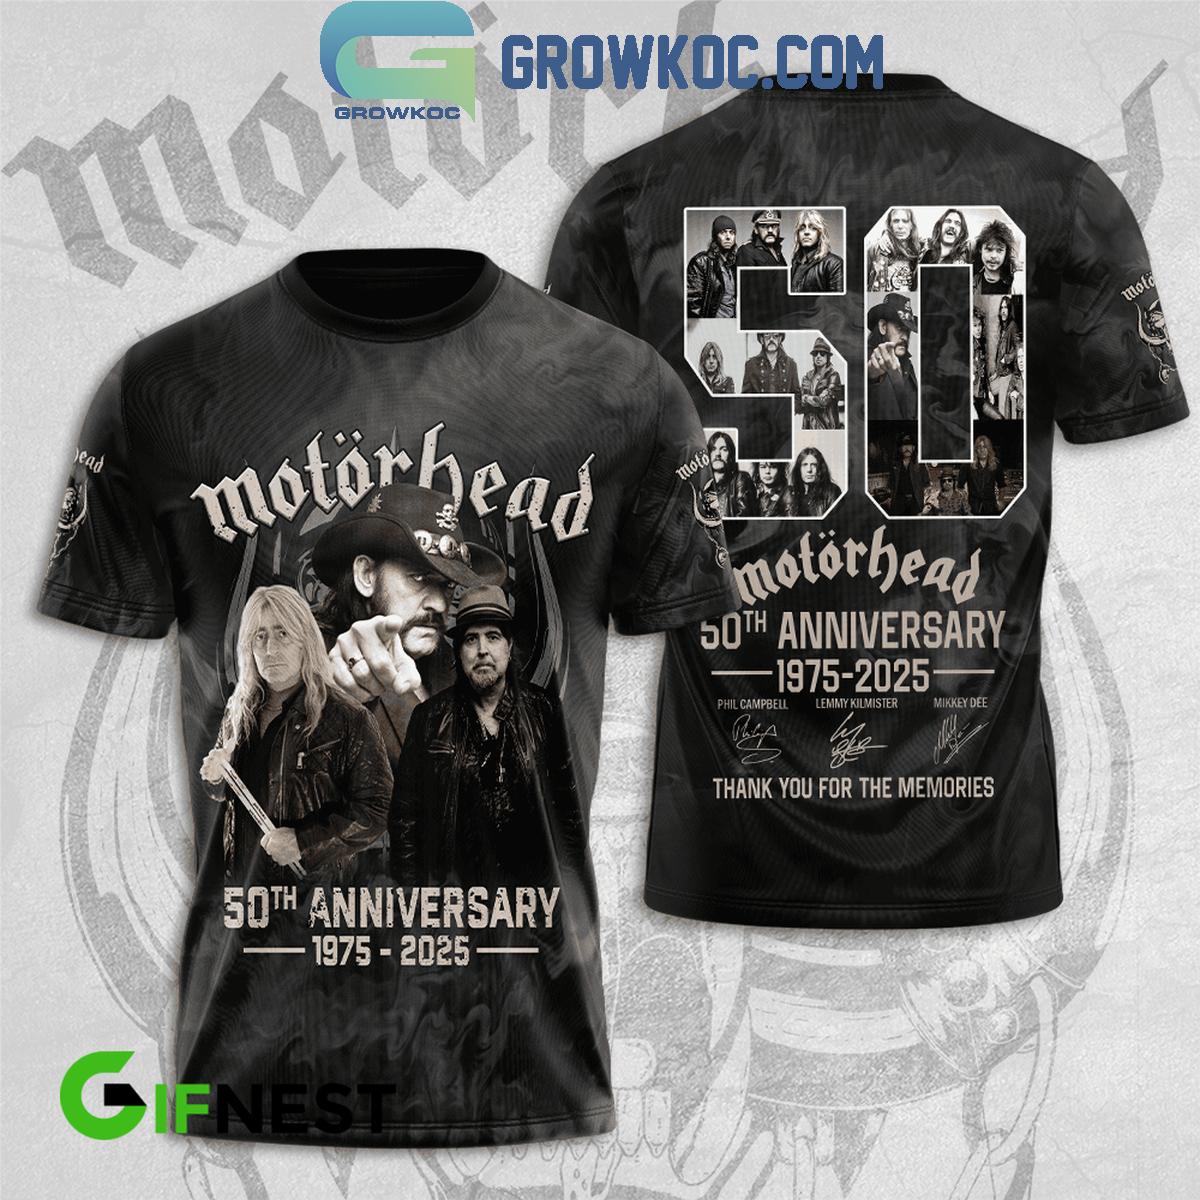 GROWKOC
GROWKOC.COM
motörhead
motörhead
50TH ANNIVERSARY
1975 - 2025
motörhead
50TH ANNIVERSARY
1975-2025
PHIL CAMPBELL LEMMY KILMISTER MIKKEY DEE
THANK YOU FOR THE MEMORIES
GIFNEST